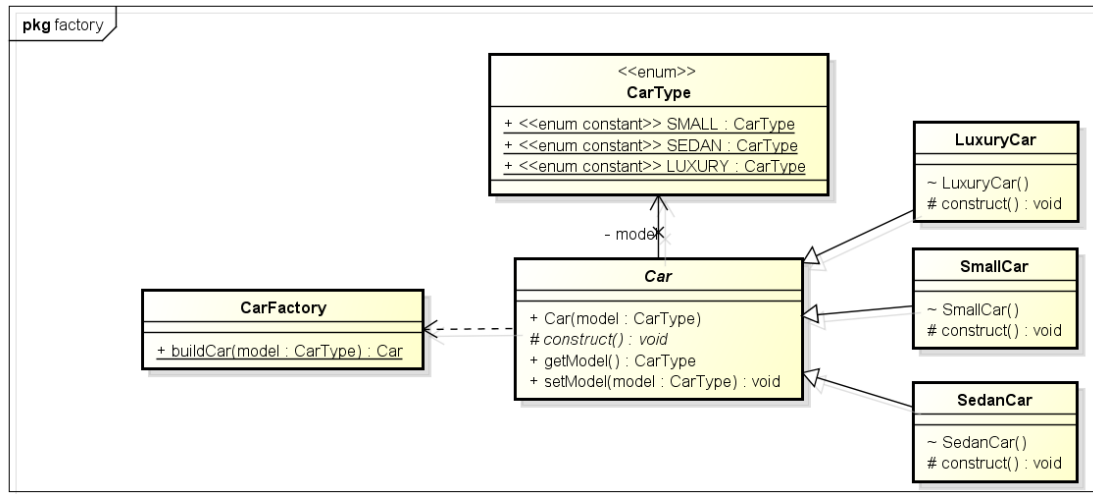 pkg factory
<<enum>>
CarType
+ <<enum constant>> SMALL : CarType
+ <<enum constant>> SEDAN : CarType
+ <<enum constant>> LUXURY : CarType
- model
Car
+ Car(model : CarType)
# construct() : void
+ getModel() : CarType
+ setModel(model : CarType) : void
CarFactory
+ buildCar(model : CarType) : Car
LuxuryCar
~ LuxuryCar()
# construct() : void
SmallCar
~ SmallCar()
# construct() : void
SedanCar
~ SedanCar()
# construct() : void